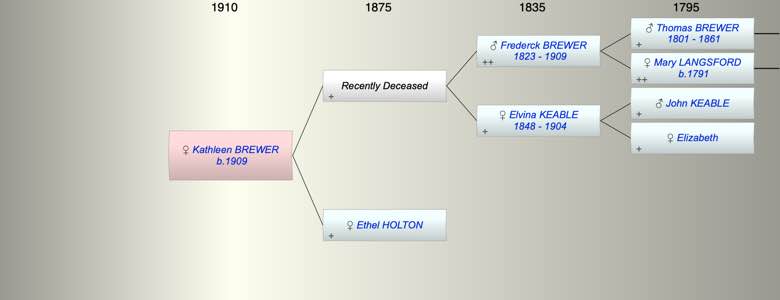 1910 1875 1835 1795
♂ Thomas BREWER
1801 - 1861
+
♂ Frederck BREWER
1823 - 1909
++
♀ Mary LANGSFORD
b.1791
++
Recently Deceased
+
♂ John KEABLE
+
♀ Elvina KEABLE
1848 - 1904
+
♀ Elizabeth
+
♀ Kathleen BREWER
b.1909
♀ Ethel HOLTON
+